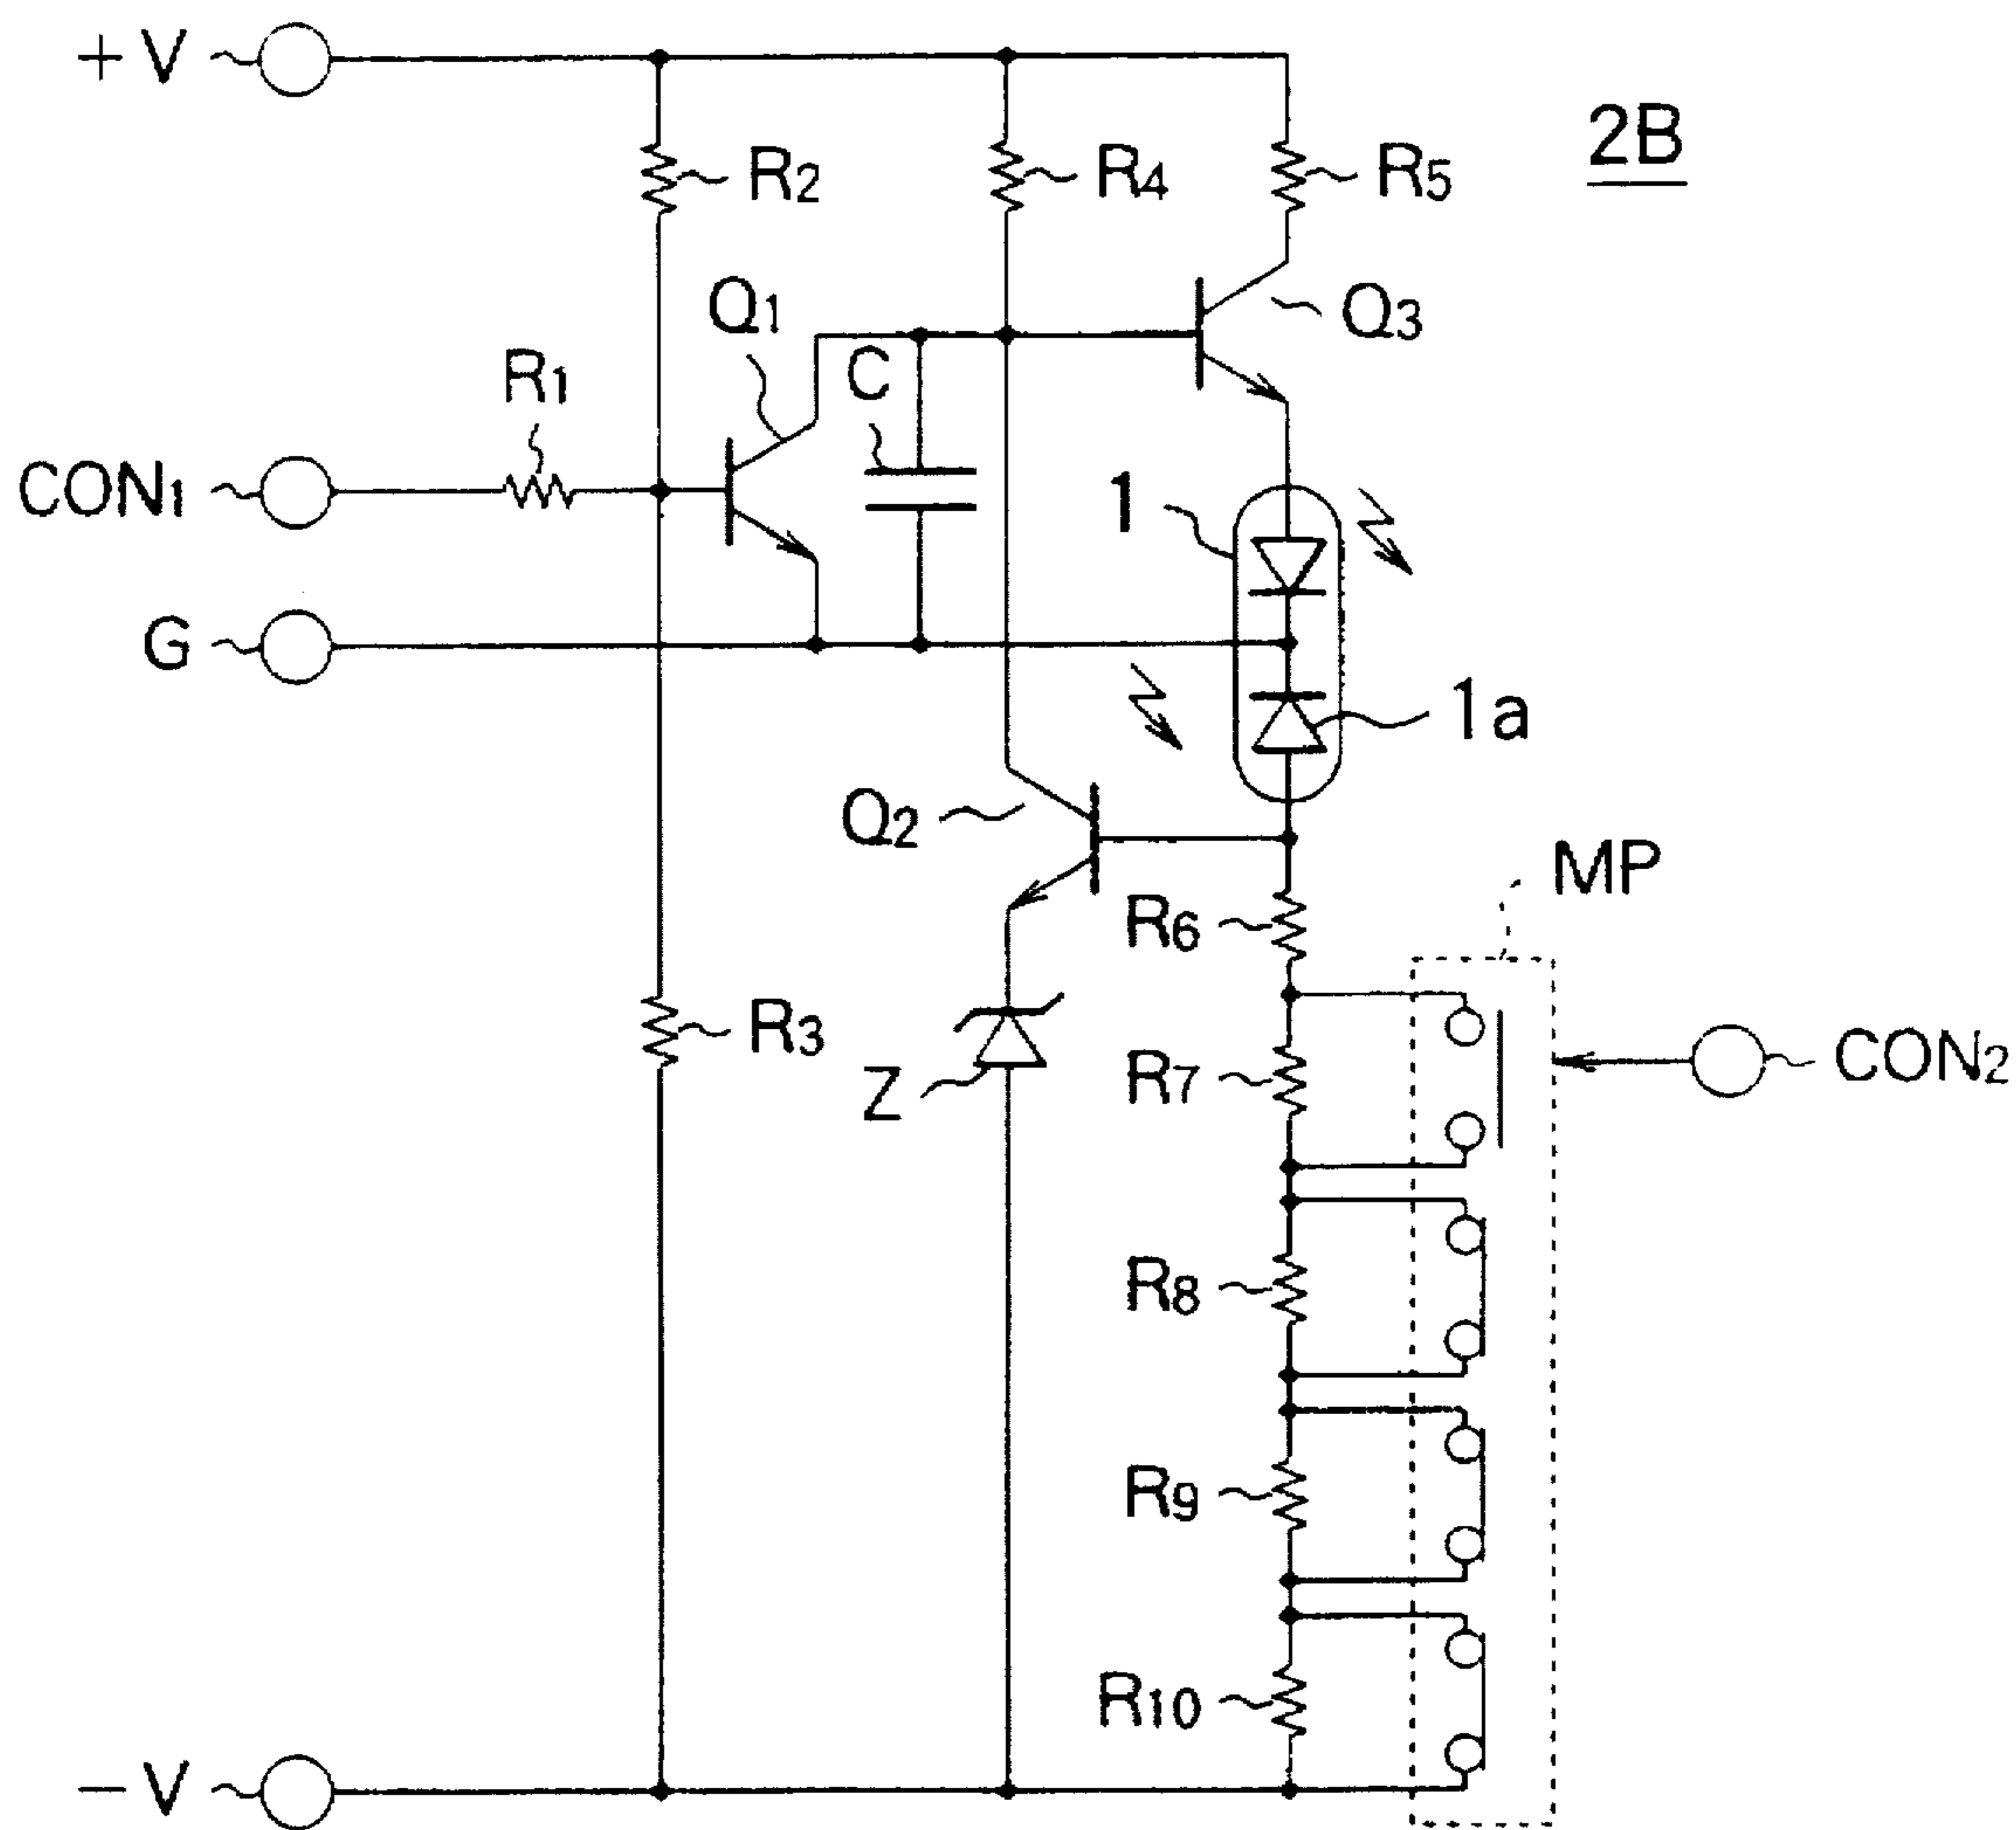 +V
2B
R2
R4
R5
Q1
Q3
R1
C
CON1
1
G
1a
Q2
MP
R6
R3
Z
R7
CON2
R8
R9
R10
−V